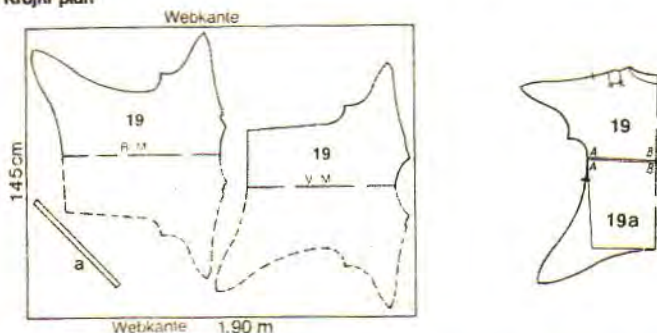 Krojni plan
Webkante
19
R M
19
V M
145cm
a
Webkante 1,90 m
19
A B
A B
19a